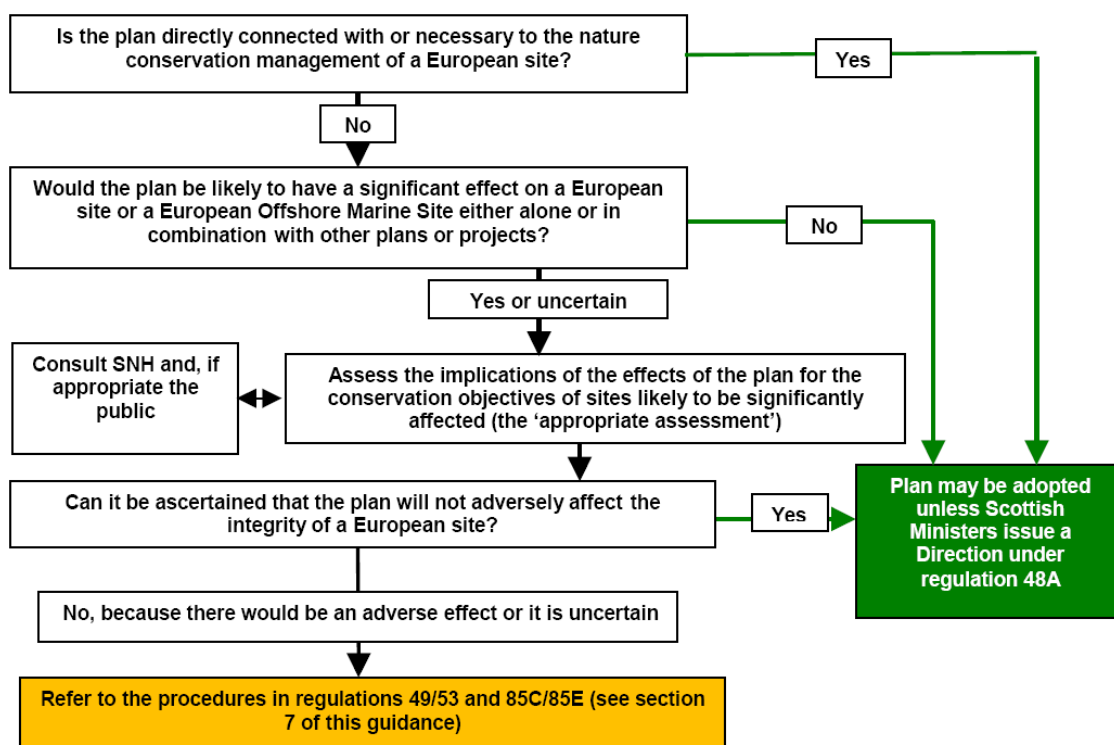 Is the plan directly connected with or necessary to the nature
conservation management of a European site?
Yes
No
Would the plan be likely to have a significant effect on a European
site or a European Offshore Marine Site either alone or in
combination with other plans or projects?
No
Yes or uncertain
Consult SNH and, if
appropriate the
public
Assess the implications of the effects of the plan for the
conservation objectives of sites likely to be significantly
affected (the ‘appropriate assessment’)
Can it be ascertained that the plan will not adversely affect the
integrity of a European site?
Yes
Plan may be adopted
unless Scottish
Ministers issue a
Direction under
regulation 48A
No, because there would be an adverse effect or it is uncertain
Refer to the procedures in regulations 49/53 and 85C/85E (see section
7 of this guidance)